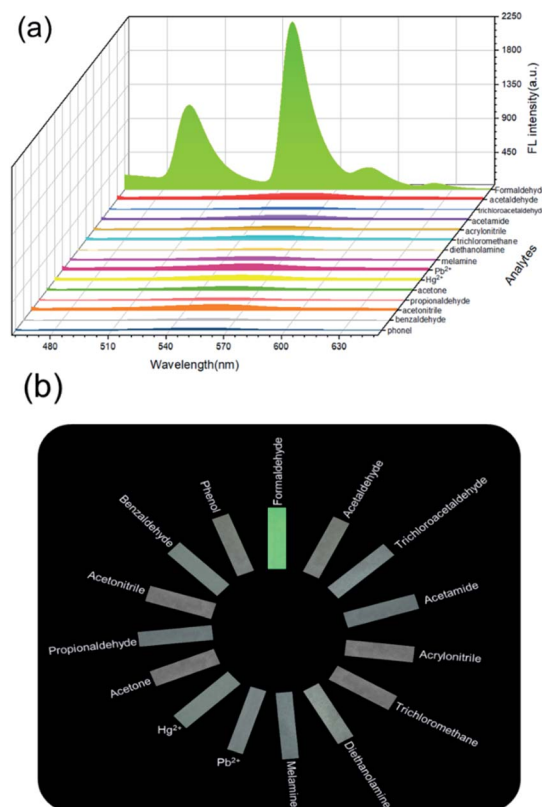 (a)
2250
1800
1350
900
450
FL intensity(a.u.)
Formaldehyd
acetaldehyde
trichloroacetaldehyd
acetamide
acrylonitrile
trichloromethane
diethanolamine
melamine
Pb²⁺
Hg²⁺
acetone
propionaldehyde
acetonitrile
benzaldehyde
phonel
Analytes
480 510 540 570 600 630
Wavelength(nm)
(b)
Formaldehyde
Acetaldehyde
Trichloroacetaldehyde
Acetamide
Acrylonitrile
Trichloromethane
Diethanolamine
Melamine
Pb²⁺
Hg²⁺
Acetone
Propionaldehyde
Acetonitrile
Benzaldehyde
Phenol